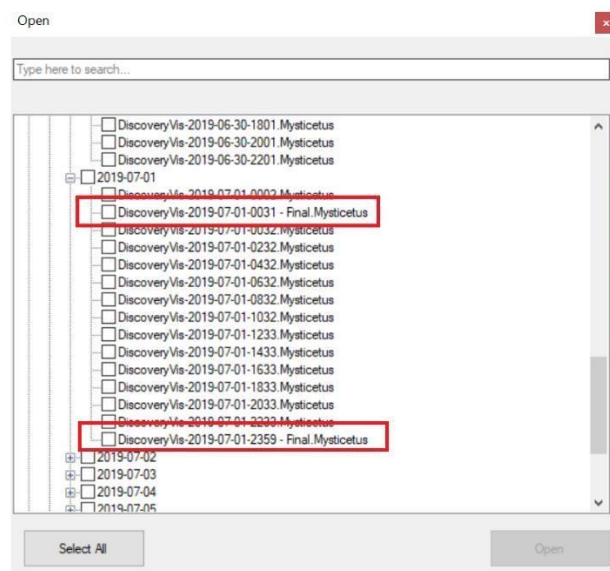 Open
x
Type here to search...
DiscoveryVis-2019-06-30-1801.Mysticetus
DiscoveryVis-2019-06-30-2001.Mysticetus
DiscoveryVis-2019-06-30-2201.Mysticetus
2019-07-01
DiscoveryVis-2019-07-01-0002.Mysticetus
DiscoveryVis-2019-07-01-0031 - Final.Mysticetus
DiscoveryVis-2019-07-01-0032.Mysticetus
DiscoveryVis-2019-07-01-0232.Mysticetus
DiscoveryVis-2019-07-01-0432.Mysticetus
DiscoveryVis-2019-07-01-0632.Mysticetus
DiscoveryVis-2019-07-01-0832.Mysticetus
DiscoveryVis-2019-07-01-1032.Mysticetus
DiscoveryVis-2019-07-01-1233.Mysticetus
DiscoveryVis-2019-07-01-1433.Mysticetus
DiscoveryVis-2019-07-01-1633.Mysticetus
DiscoveryVis-2019-07-01-1833.Mysticetus
DiscoveryVis-2019-07-01-2033.Mysticetus
DiscoveryVis-2019-07-01-2233.Mysticetus
DiscoveryVis-2019-07-01-2359 - Final.Mysticetus
2019-07-02
2019-07-03
2019-07-04
2019-07-05
Select All
Open